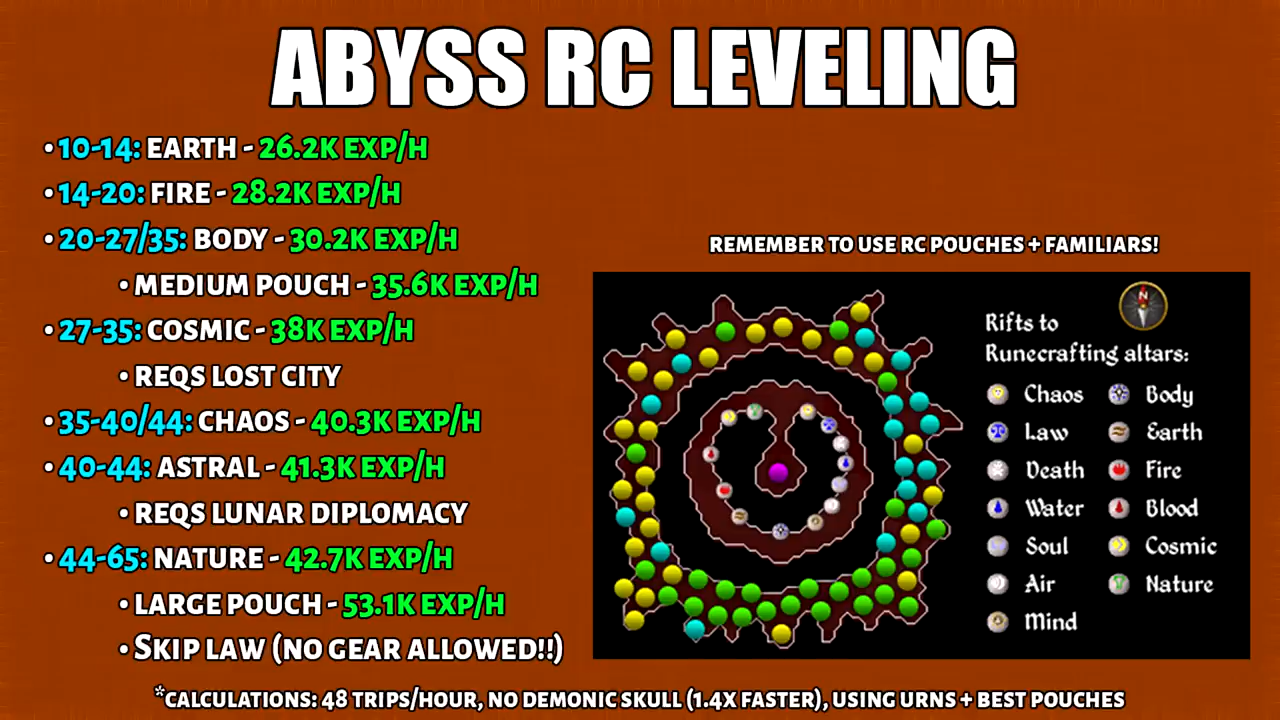 ABYSS RC LEVELING
• 10-14: EARTH - 26.2K EXP/H
• 14-20: FIRE - 28.2K EXP/H
• 20-27/35: BODY - 30.2K EXP/H
• MEDIUM POUCH - 35.6K EXP/H
• 27-35: COSMIC - 38K EXP/H
• REQS LOST CITY
• 35-40/44: CHAOS - 40.3K EXP/H
• 40-44: ASTRAL - 41.3K EXP/H
• REQS LUNAR DIPLOMACY
• 44-65: NATURE - 42.7K EXP/H
• LARGE POUCH - 53.1K EXP/H
• SKIP LAW (NO GEAR ALLOWED!!)
REMEMBER TO USE RC POUCHES + FAMILIARS!
N
Rifts to
Runecrafting altars:
Chaos Body
Law Earth
Death Fire
Water Blood
Soul Cosmic
Air Nature
Mind
*CALCULATIONS: 48 TRIPS/HOUR, NO DEMONIC SKULL (1.4X FASTER), USING URNS + BEST POUCHES